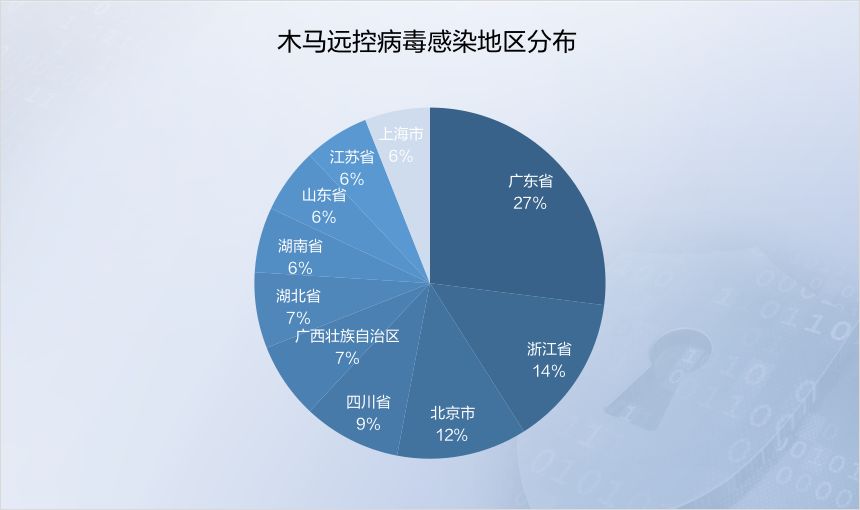 木马远控病毒感染地区分布
上海市
6%
江苏省
6%
山东省
6%
湖南省
6%
湖北省
7%
广西壮族自治区
7%
四川省
9%
北京市
12%
浙江省
14%
广东省
27%